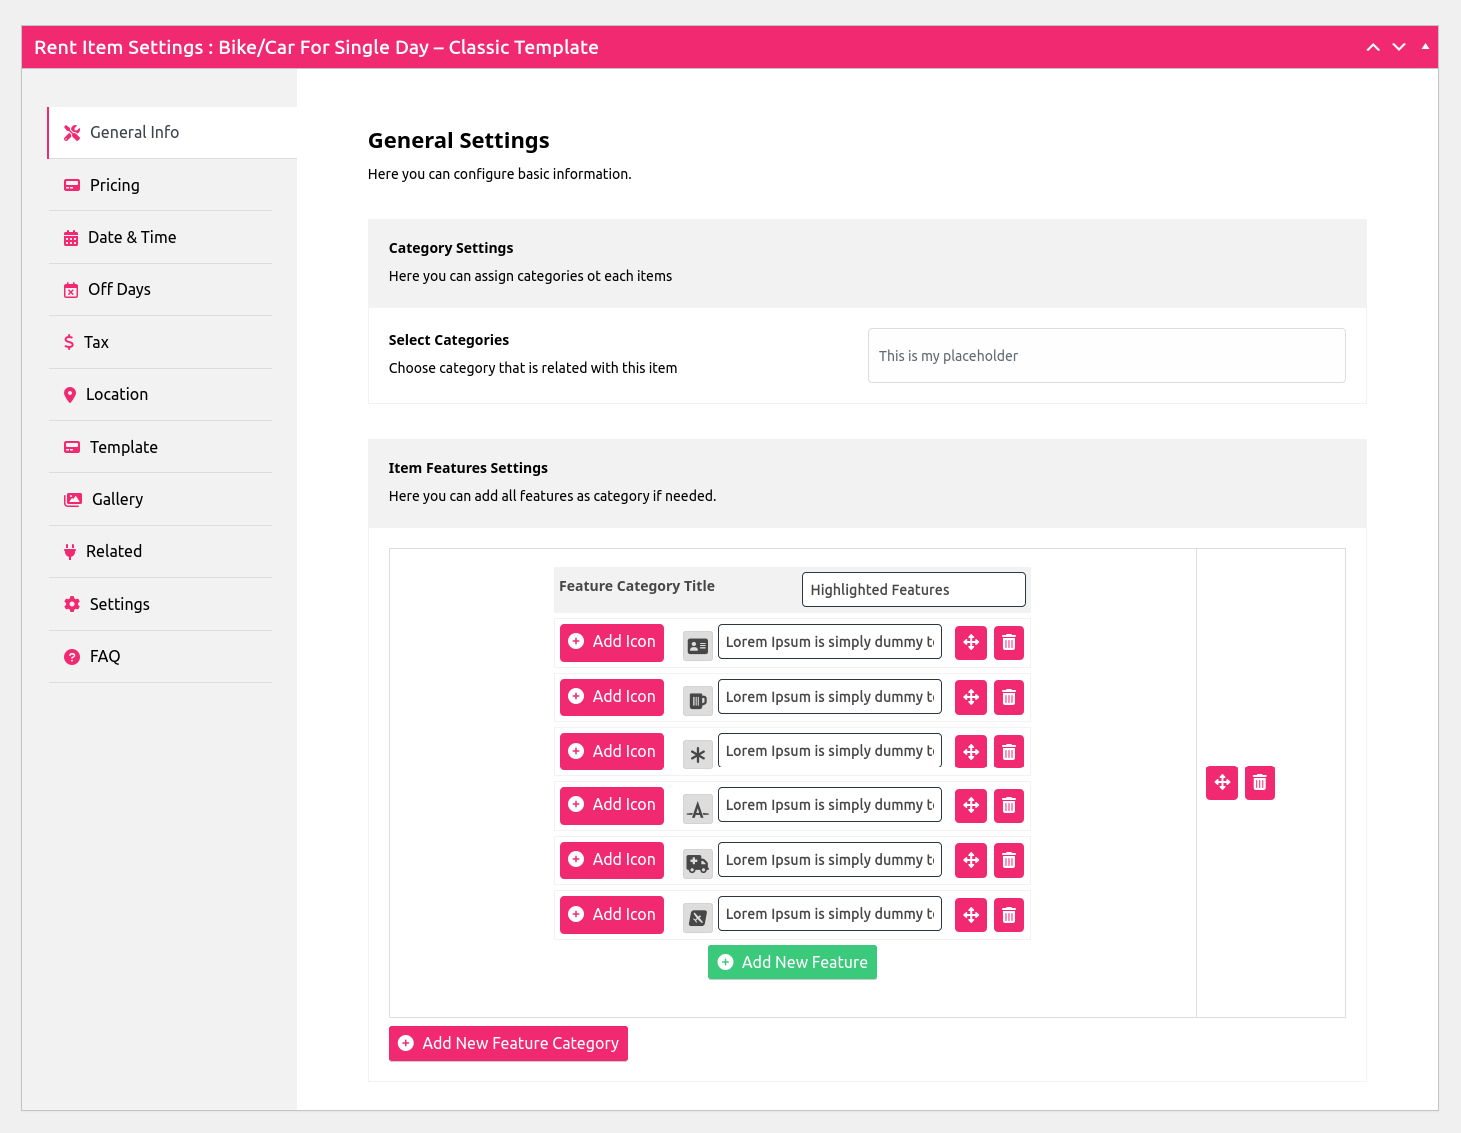 Rent Item Settings : Bike/Car For Single Day – Classic Template
General Info
Pricing
Date & Time
Off Days
Tax
Location
Template
Gallery
Related
Settings
FAQ
General Settings
Here you can configure basic information.
Category Settings
Here you can assign categories ot each items
Select Categories
Choose category that is related with this item
This is my placeholder
Item Features Settings
Here you can add all features as category if needed.
Feature Category Title Highlighted Features
Add Icon Lorem Ipsum is simply dummy
Add Icon Lorem Ipsum is simply dummy
Add Icon Lorem Ipsum is simply dummy
Add Icon Lorem Ipsum is simply dummy
Add Icon Lorem Ipsum is simply dummy
Add Icon Lorem Ipsum is simply dummy
Add New Feature
Add New Feature Category